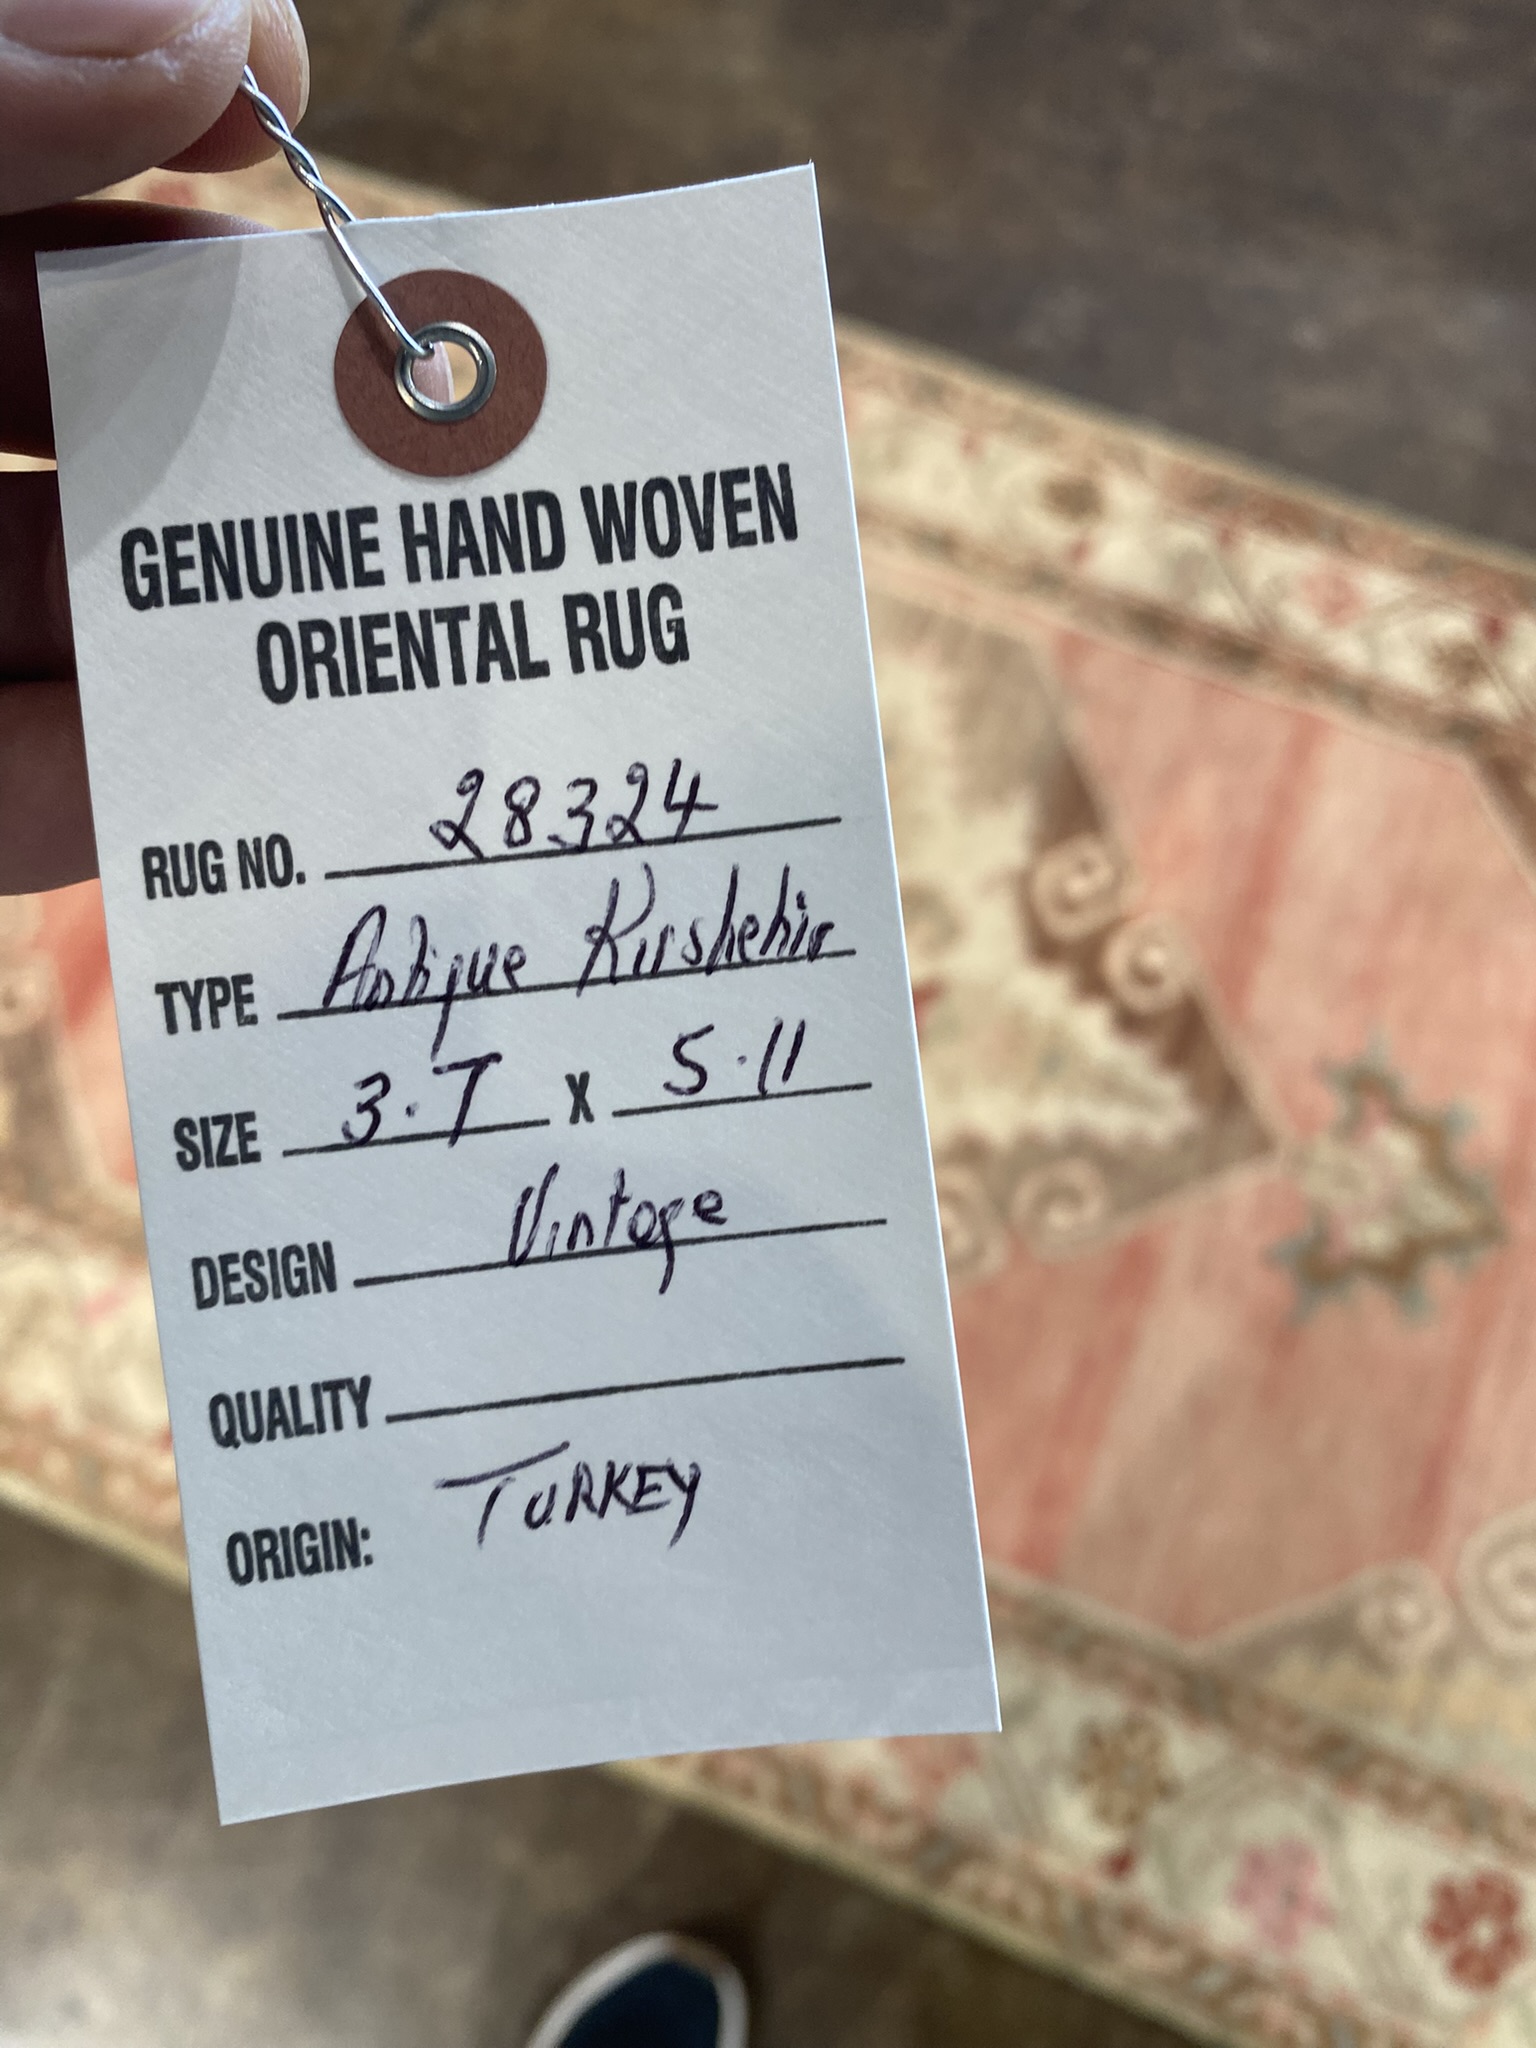 GENUINE HAND WOVEN
ORIENTAL RUG
RUG NO. 28324
TYPE Antique Kirshehir
SIZE 3.7 X 5.11
DESIGN Vintage
QUALITY
ORIGIN: TURKEY